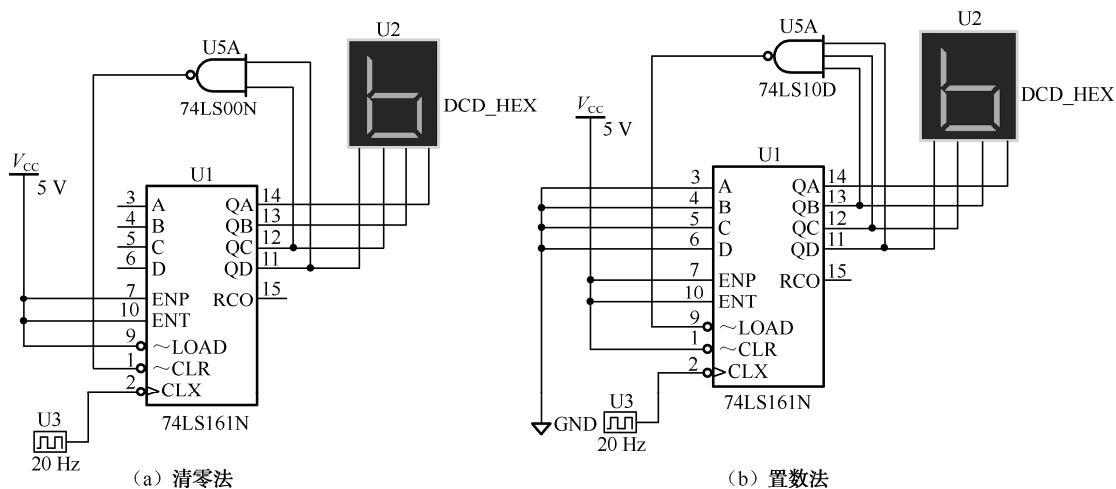 U5A
74LS00N
U2
DCD_HEX
VCC
5 V
U1
3 A QA 14
4 B QB 13
5 C QC 12
6 D QD 11
7 ENP RCO 15
10 ENT
9 ～LOAD
1 ～CLR
2 CLX
74LS161N
U3
20 Hz
（a）清零法
U5A
74LS10D
U2
DCD_HEX
VCC
5 V
U1
3 A QA 14
4 B QB 13
5 C QC 12
6 D QD 11
7 ENP RCO 15
10 ENT
9 ～LOAD
1 ～CLR
2 CLX
74LS161N
GND
U3
20 Hz
（b）置数法